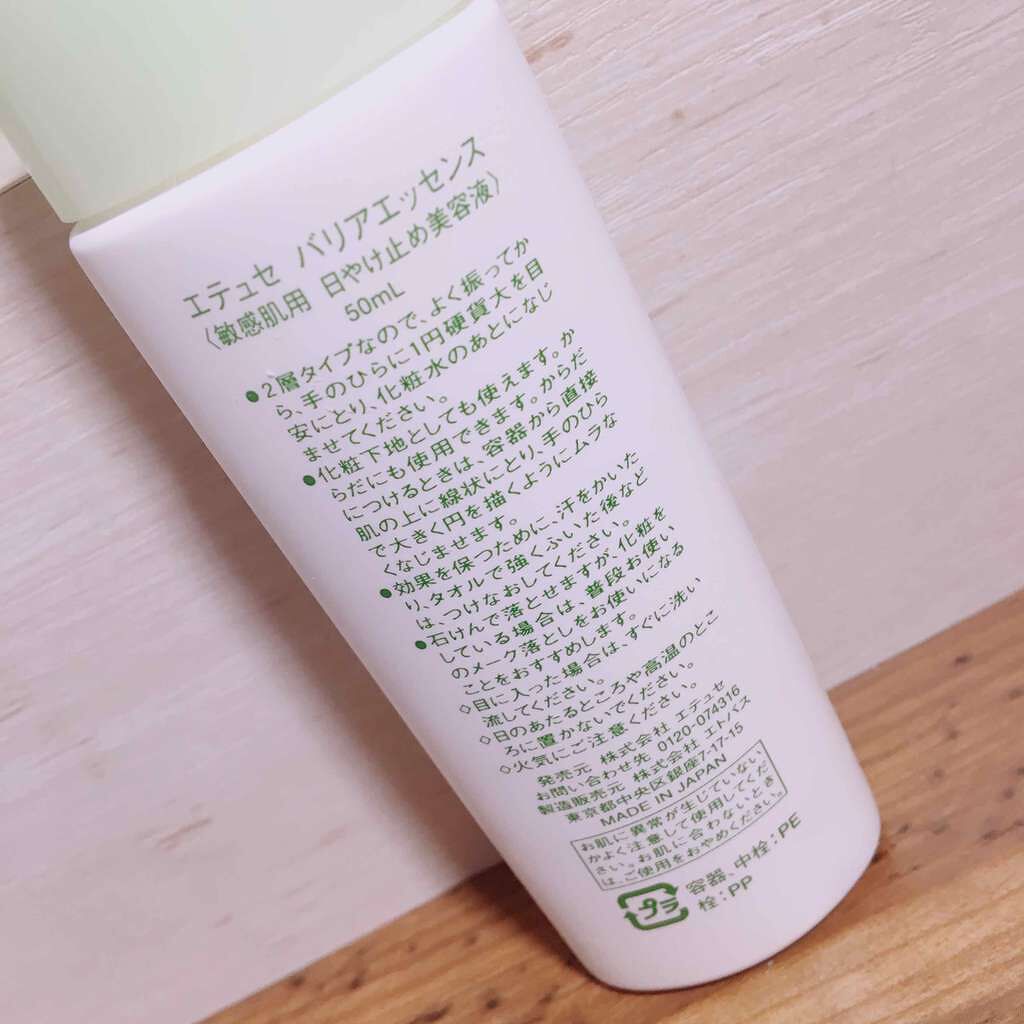 エテュセ バリアエッセンス
〈敏感肌用 日やけ止め美容液〉
50mL
●2層タイプなので、よく振ってか
ら、手のひらに1円硬貨大を目
安にとり、化粧水のあとになじ
ませてください。
●化粧下地としても使えます。か
らだにも使用できます。からだ
につけるときは、容器から直接
肌の上に線状にとり、手のひら
で大きく円を描くようにムラな
くなじませます。
●効果を保つために、汗をかいた
り、タオルで強くふいた後など
は、つけなおしてください。
●石けんで落とせますが、化粧を
している場合は、普段お使い
のメーク落としをお使いになる
ことをおすすめします。
◇目に入った場合は、すぐに洗い
流してください。
◇日のあたるところや高温のとこ
ろに置かないでください。
◇火気にご注意ください。
発売元 株式会社 エテュセ
お問い合わせ先 0120-074316
製造販売元 株式会社 エトバス
東京都中央区銀座7-17-15
MADE IN JAPAN
お肌に異常が生じていない
かよく注意して使用してくだ
さい。お肌に合わないとき
は、ご使用をおやめください。
プラ 容器、中栓:PE
栓:PP